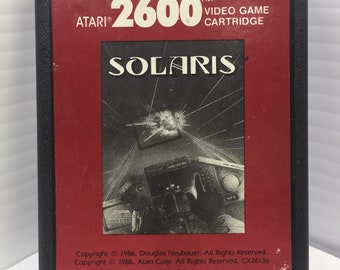 ATARI® 2600™ VIDEO GAME
CARTRIDGE
SOLARIS
Copyright © 1986, Douglas Neubauer. All Rights Reserved.
Copyright © 1986, Atari Corp. All Rights Reserved. CX26136